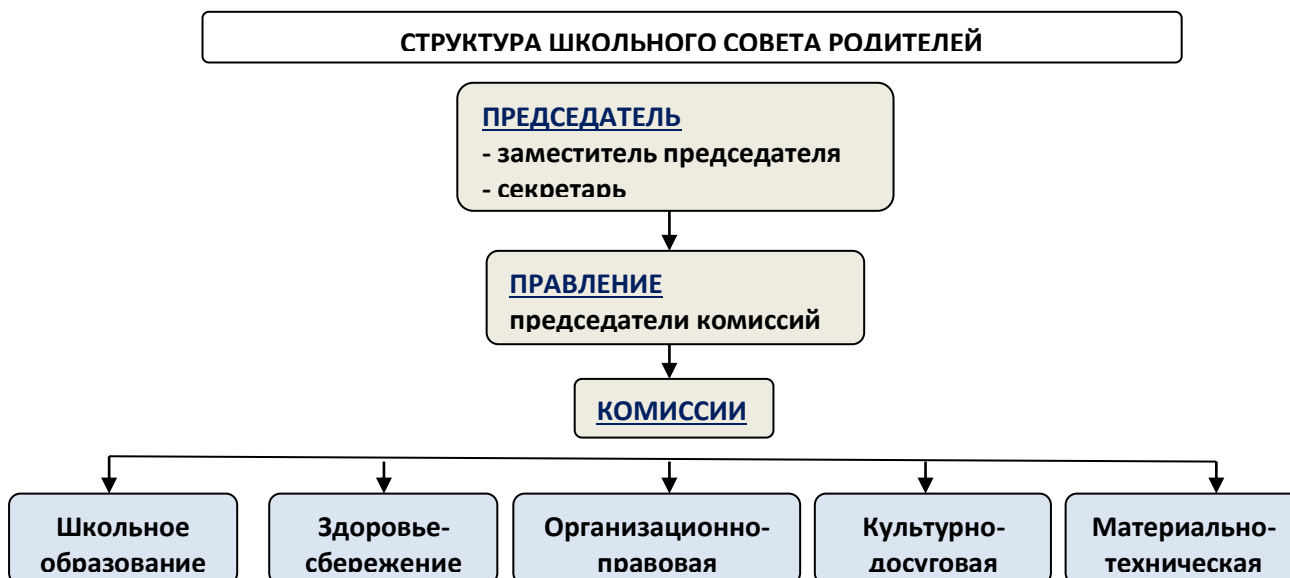 СТРУКТУРА ШКОЛЬНОГО СОВЕТА РОДИТЕЛЕЙ
ПРЕДСЕДАТЕЛЬ
- заместитель председателя
- секретарь
ПРАВЛЕНИЕ
председатели комиссий
КОМИССИИ
Школьное
образование
Здоровье-
сбережение
Организационно-
правовая
Культурно-
досуговая
Материально-
техническая